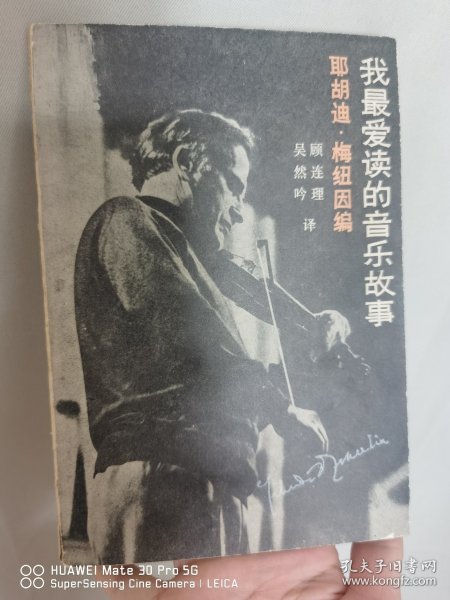 我最爱读的音乐故事
耶胡迪·梅纽因编
顾连理
吴然吟
译
HUAWEI Mate 30 Pro 5G
SuperSensing Cine Camera | LEICA
孔夫子旧书网
www.kongfz.com